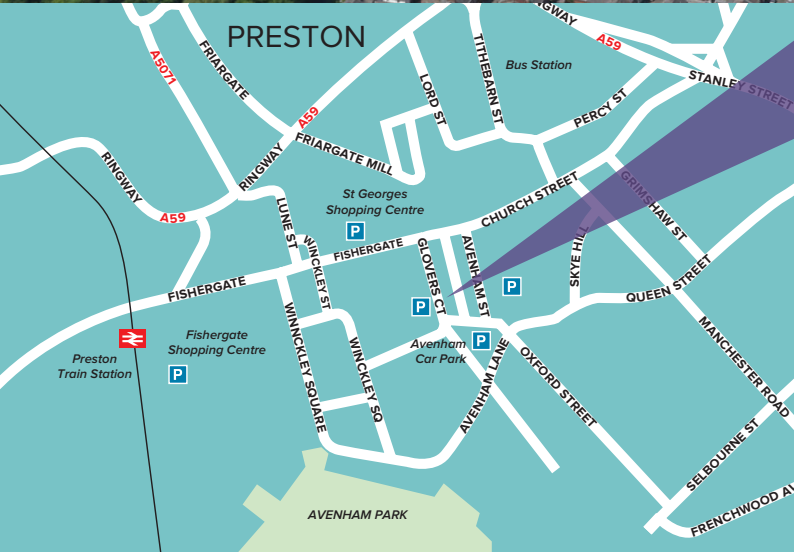 PRESTON
INGWAY
A59
A5071
FRIARGATE
TITHEBARN ST
Bus Station
STANLEY STREET
LORD ST
PERCY ST
A59
RINGWAY
FRIARGATE MILL
RINGWAY
A59
St Georges
Shopping Centre
P
LUNE ST
WINCKLEY ST
FISHERGATE
CHURCH STREET
GRIMSHAW ST
GLOVERS CT
AVENHAM ST
SKYE HILL
QUEEN STREET
FISHERGATE
P
P
Preston
Train Station
Fishergate
Shopping Centre
P
WINNCKLEY SQUARE
WINCKLEY SQ
Avenham
Car Park
P
AVENHAM LANE
OXFORD STREET
MANCHESTER ROAD
SELBOURNE ST
FRENCHWOOD AV
AVENHAM PARK